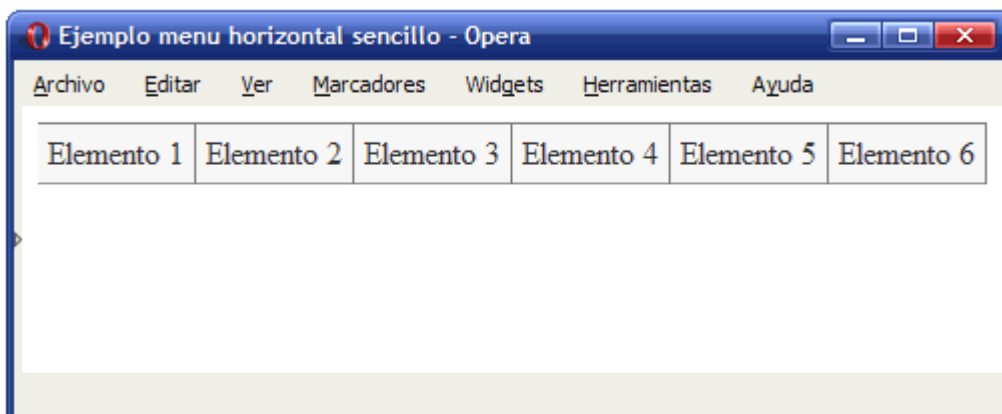 Ejemplo menu horizontal sencillo - Opera
Archivo Editar Ver Marcadores Widgets Herramientas Ayuda
Elemento 1 Elemento 2 Elemento 3 Elemento 4 Elemento 5 Elemento 6